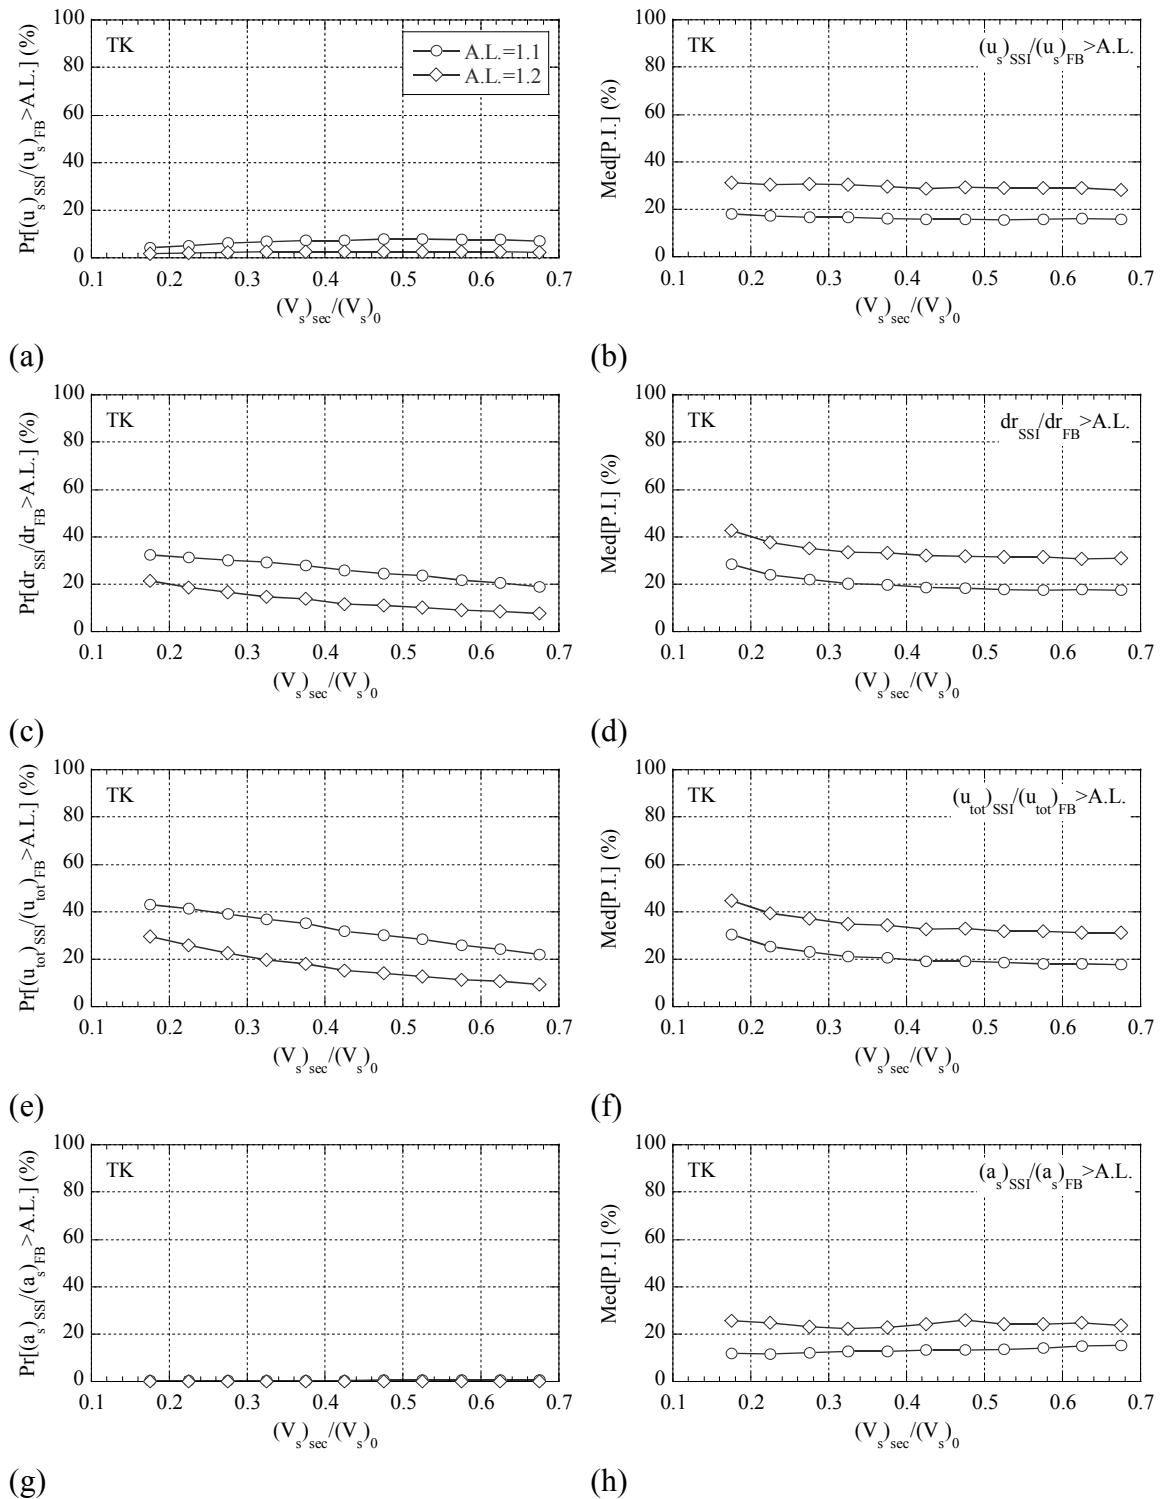 Pr[(u_s)_SSI/(u_s)_FB>A.L.] (%)
100
80
60
40
20
0
TK
A.L.=1.1
A.L.=1.2
0.1 0.2 0.3 0.4 0.5 0.6 0.7
(V_s)_sec/(V_s)_0
(a)
Med[P.I.] (%)
100
80
60
40
20
0
TK
(u_s)_SSI/(u_s)_FB>A.L.
0.1 0.2 0.3 0.4 0.5 0.6 0.7
(V_s)_sec/(V_s)_0
(b)
Pr[dr_SSI/dr_FB>A.L.] (%)
100
80
60
40
20
0
TK
0.1 0.2 0.3 0.4 0.5 0.6 0.7
(V_s)_sec/(V_s)_0
(c)
Med[P.I.] (%)
100
80
60
40
20
0
TK
dr_SSI/dr_FB>A.L.
0.1 0.2 0.3 0.4 0.5 0.6 0.7
(V_s)_sec/(V_s)_0
(d)
Pr[(u_tot)_SSI/(u_tot)_FB>A.L.] (%)
100
80
60
40
20
0
TK
0.1 0.2 0.3 0.4 0.5 0.6 0.7
(V_s)_sec/(V_s)_0
(e)
Med[P.I.] (%)
100
80
60
40
20
0
TK
(u_tot)_SSI/(u_tot)_FB>A.L.
0.1 0.2 0.3 0.4 0.5 0.6 0.7
(V_s)_sec/(V_s)_0
(f)
Pr[(a_s)_SSI/(a_s)_FB>A.L.] (%)
100
80
60
40
20
0
TK
0.1 0.2 0.3 0.4 0.5 0.6 0.7
(V_s)_sec/(V_s)_0
(g)
Med[P.I.] (%)
100
80
60
40
20
0
TK
(a_s)_SSI/(a_s)_FB>A.L.
0.1 0.2 0.3 0.4 0.5 0.6 0.7
(V_s)_sec/(V_s)_0
(h)